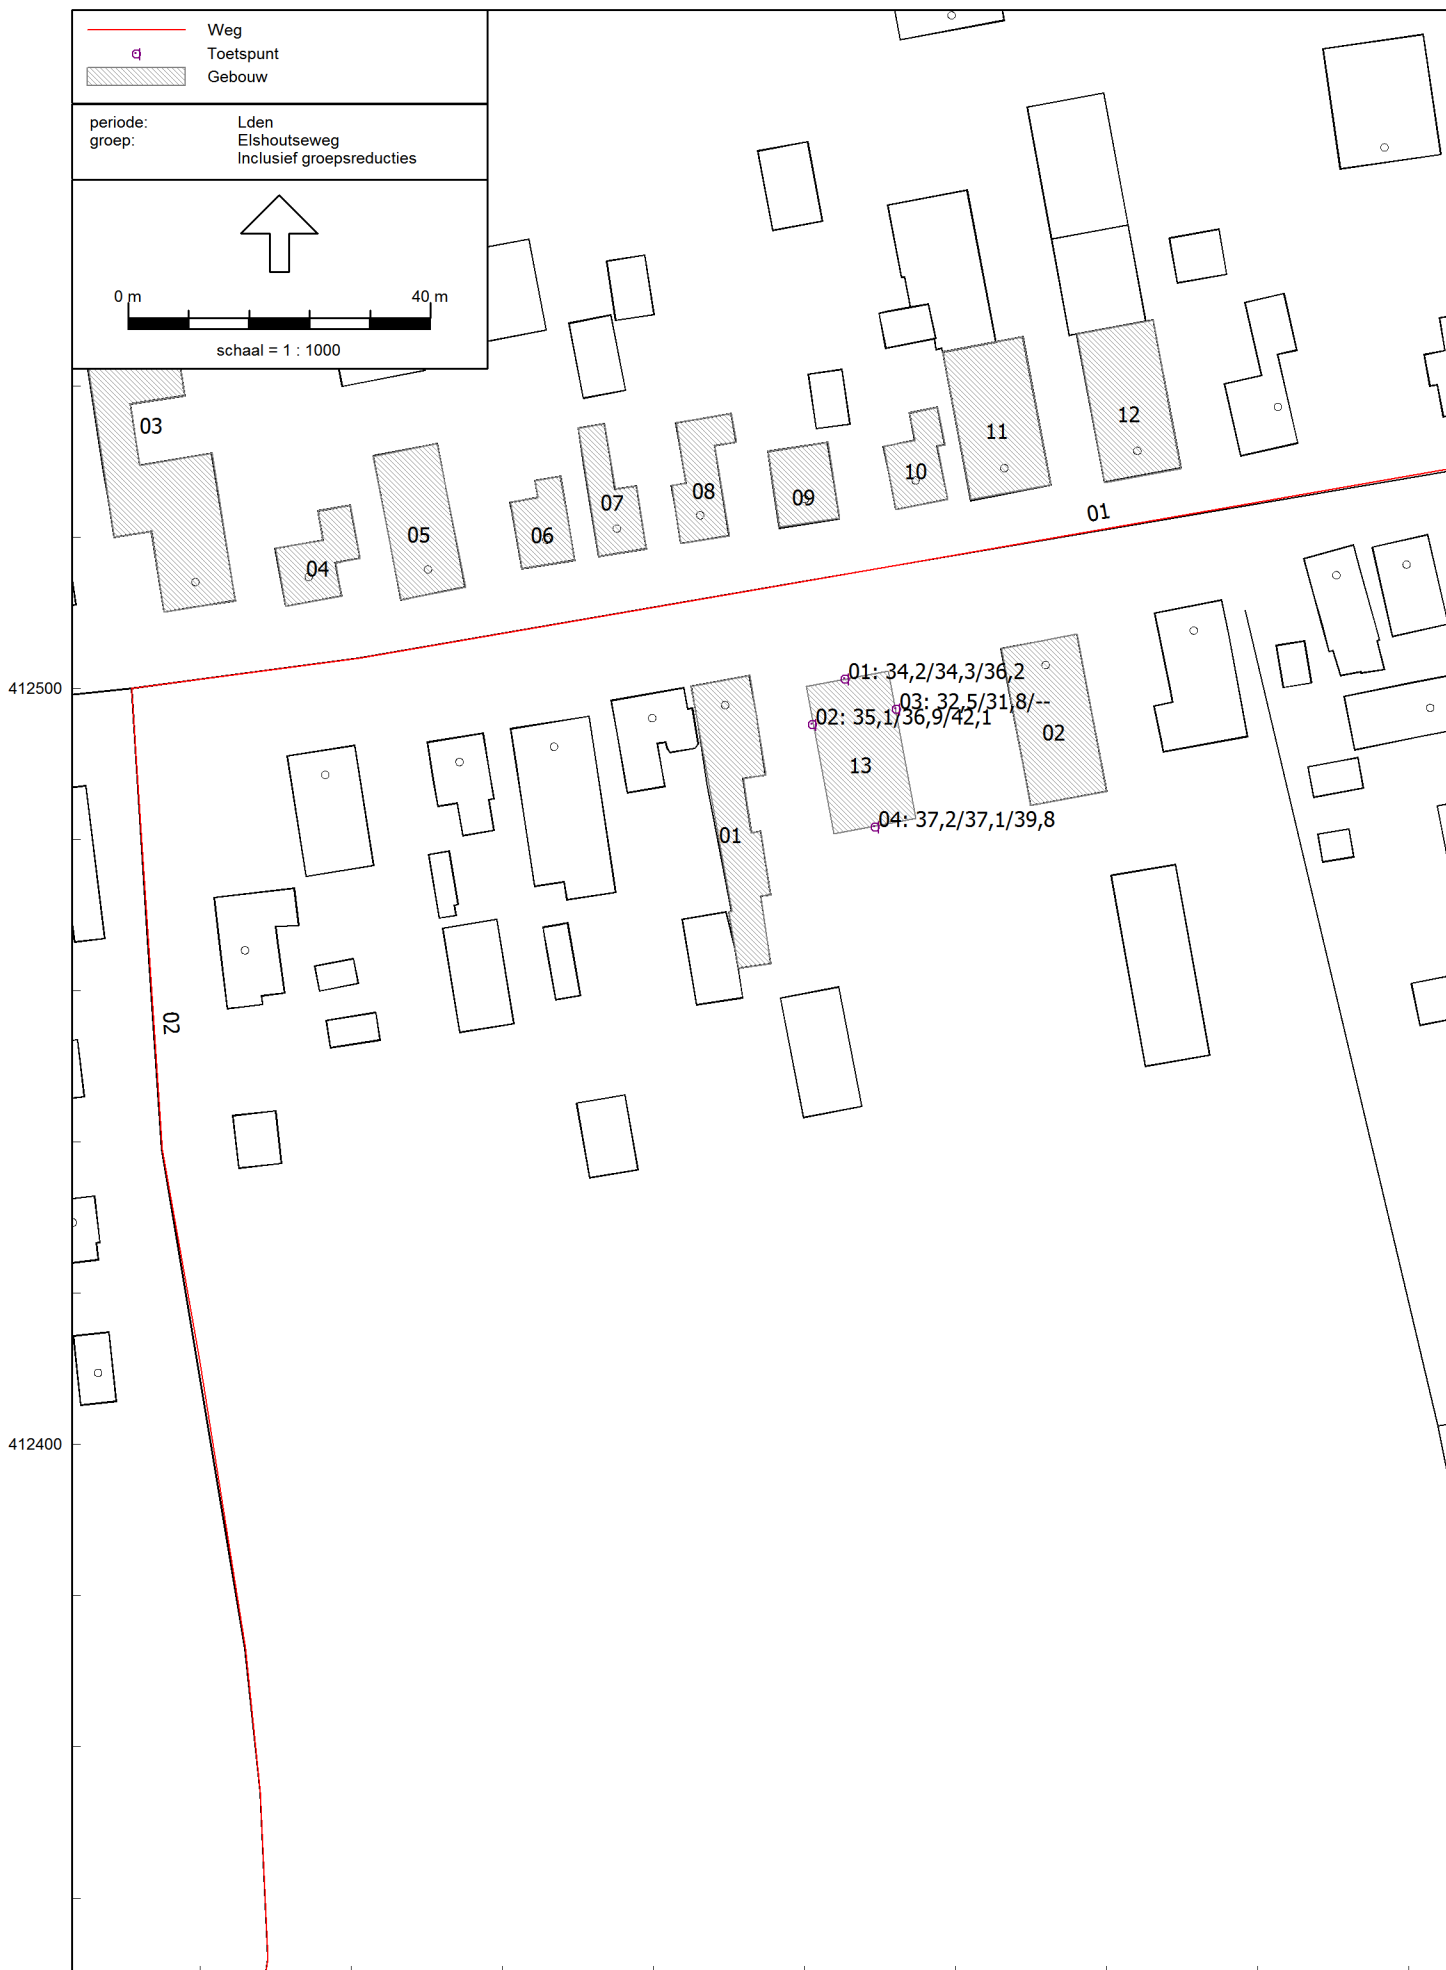 Weg
Toetspunt
Gebouw
periode: Lden
groep: Elshoutseweg
Inclusief groepsreducties
0 m 40 m
schaal = 1 : 1000
03
12
11
10
09
08
07
06
05
04
01
412500
01: 34,2/34,3/36,2
03: 32,5/31,8/--
02: 35,1/36,9/42,1
02
13
04: 37,2/37,1/39,8
01
02
412400